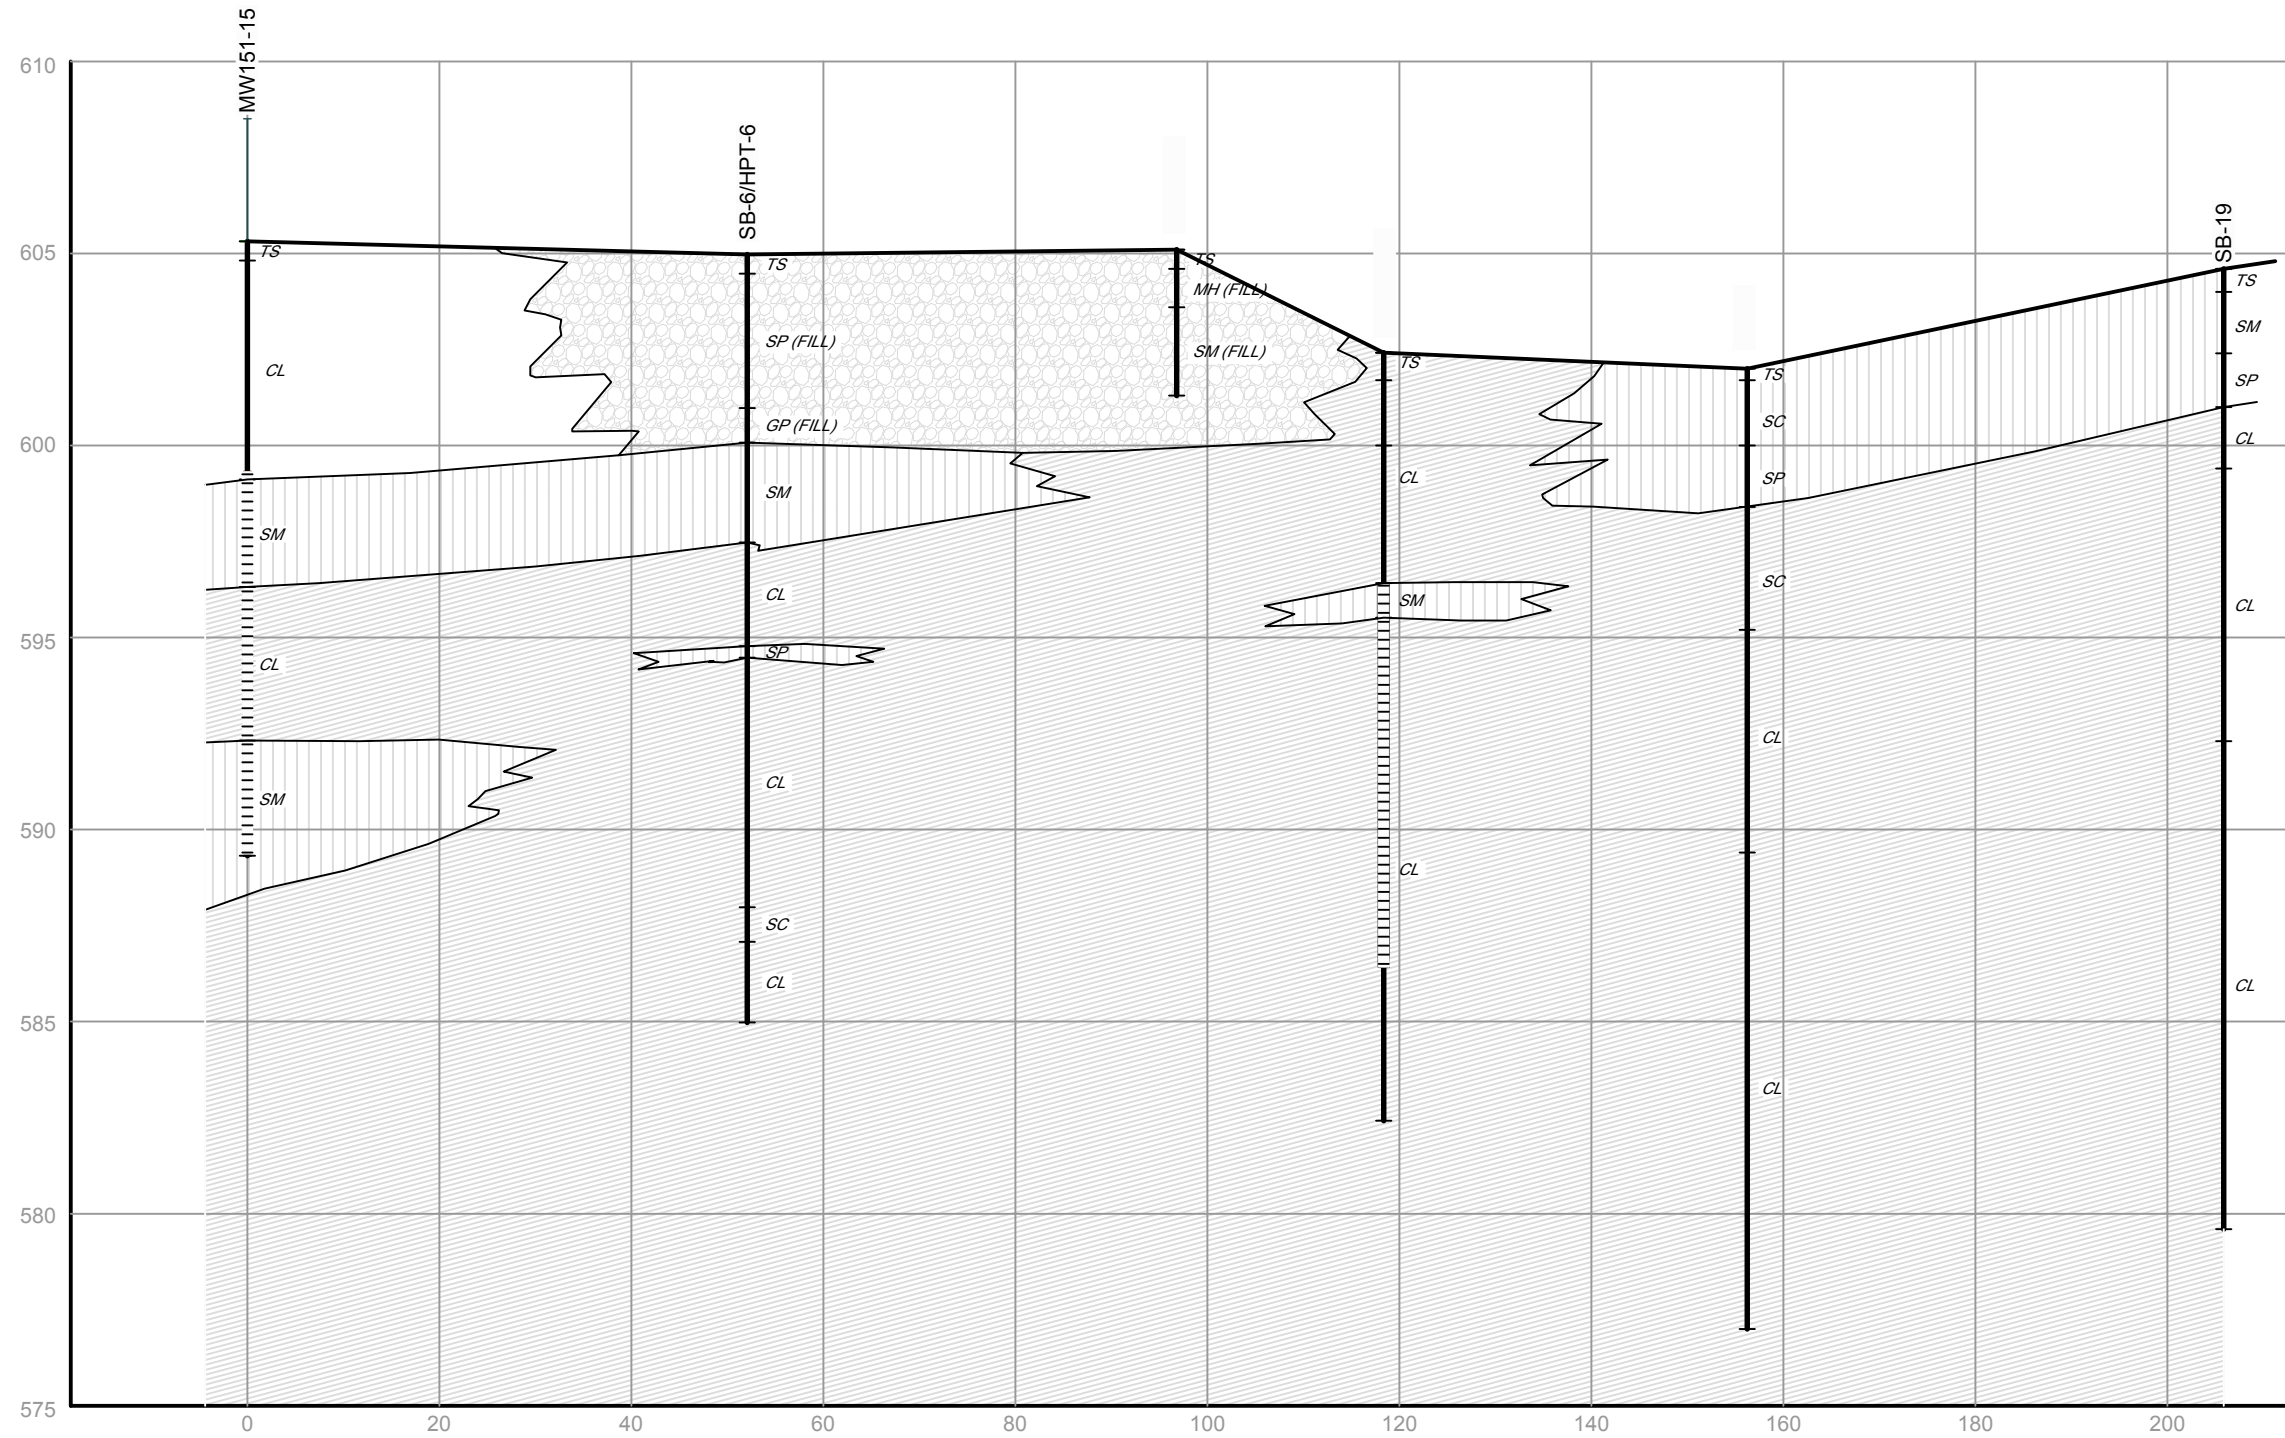 MW151-15
SB-6/HPT-6
SB-19
610
605
600
595
590
585
580
575
TS
CL
SM
CL
SM
TS
SP (FILL)
GP (FILL)
SM
CL
SP
CL
SC
CL
TS
MH (FILL)
SM (FILL)
TS
CL
SM
CL
TS
SC
SP
SC
CL
CL
TS
SM
SP
CL
CL
CL
0
20
40
60
80
100
120
140
160
180
200